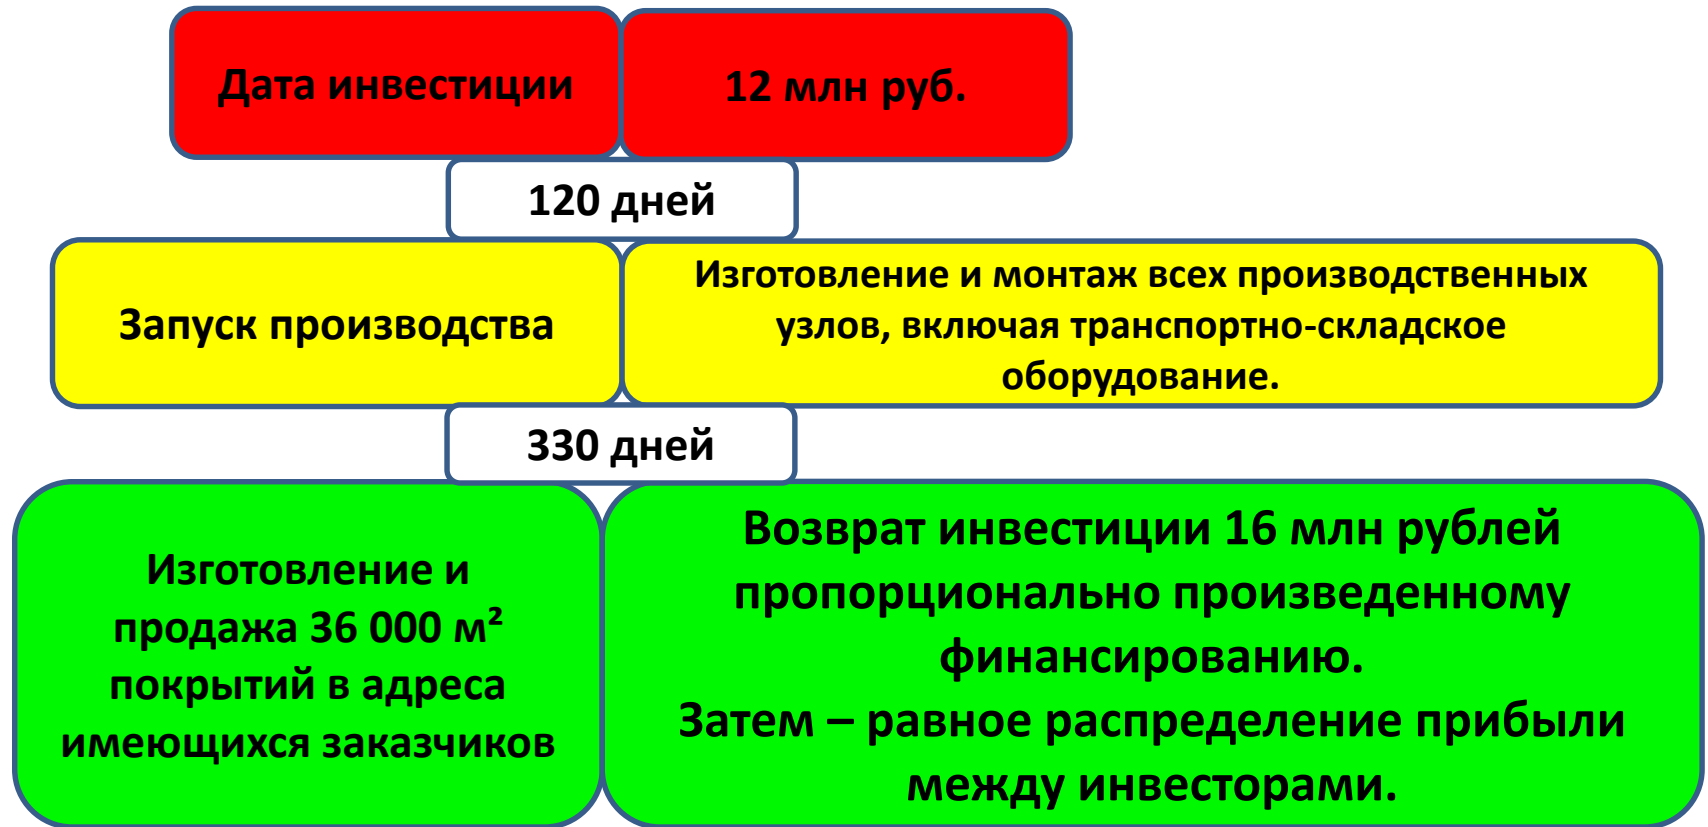 Дата инвестиции
12 млн руб.
120 дней
Запуск производства
Изготовление и монтаж всех производственных
узлов, включая транспортно-складское
оборудование.
330 дней
Изготовление и
продажа 36 000 м²
покрытий в адреса
имеющихся заказчиков
Возврат инвестиции 16 млн рублей
пропорционально произведенному
финансированию.
Затем – равное распределение прибыли
между инвесторами.